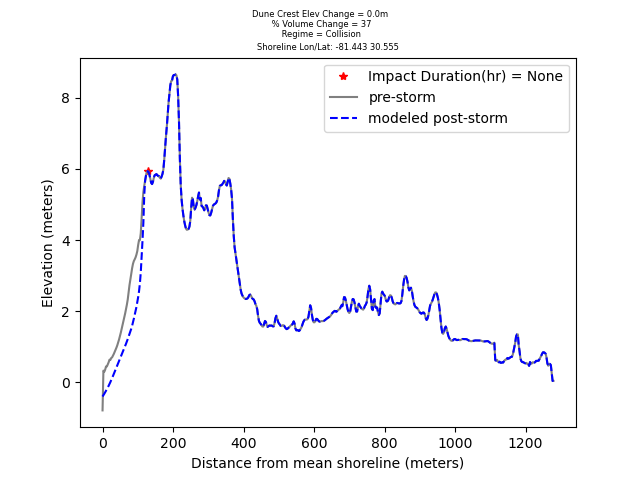 Dune Crest Elev Change = 0.0m
% Volume Change = 37
Regime = Collision
Shoreline Lon/Lat: -81.443 30.555
Impact Duration(hr) = None
pre-storm
modeled post-storm
Elevation (meters)
8
6
4
2
0
0 200 400 600 800 1000 1200
Distance from mean shoreline (meters)